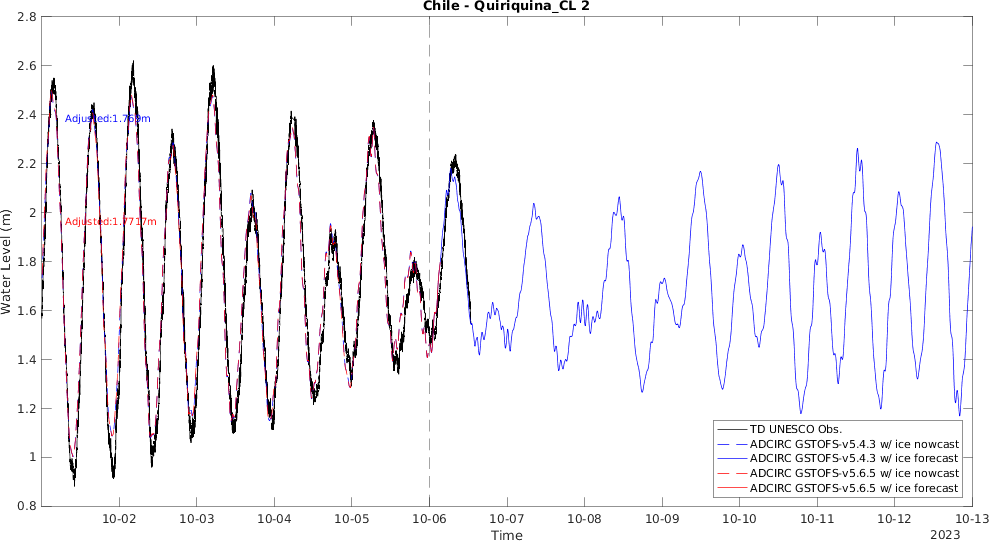 Chile - Quiriquina_CL 2
2.8
2.6
2.4
2.2
2
1.8
1.6
1.4
1.2
1
0.8
Water Level (m)
Adjusted:1.769m
Adjusted:1.7717m
TD UNESCO Obs.
ADCIRC GSTOFS-v5.4.3 w/ ice nowcast
ADCIRC GSTOFS-v5.4.3 w/ ice forecast
ADCIRC GSTOFS-v5.6.5 w/ ice nowcast
ADCIRC GSTOFS-v5.6.5 w/ ice forecast
10-02 10-03 10-04 10-05 10-06 10-07 10-08 10-09 10-10 10-11 10-12 10-13
Time
2023